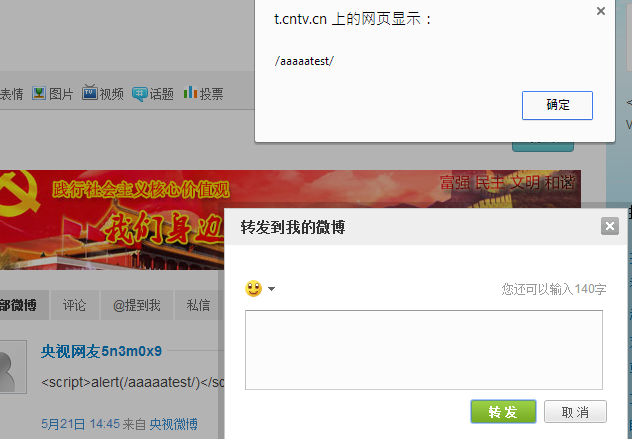 t.cntv.cn 上的网页显示：
/aaaaatest/
确定
表情 图片 视频 话题 投票
践行社会主义核心价值观
富强 民主 文明 和谐
我们身边
转发到我的微博
您还可以输入140字
部微博 评论 @提到我 私信
央视网友5n3m0x9
<script>alert(/aaaaatest/)</sc
5月21日 14:45 来自 央视微博
转发 取消